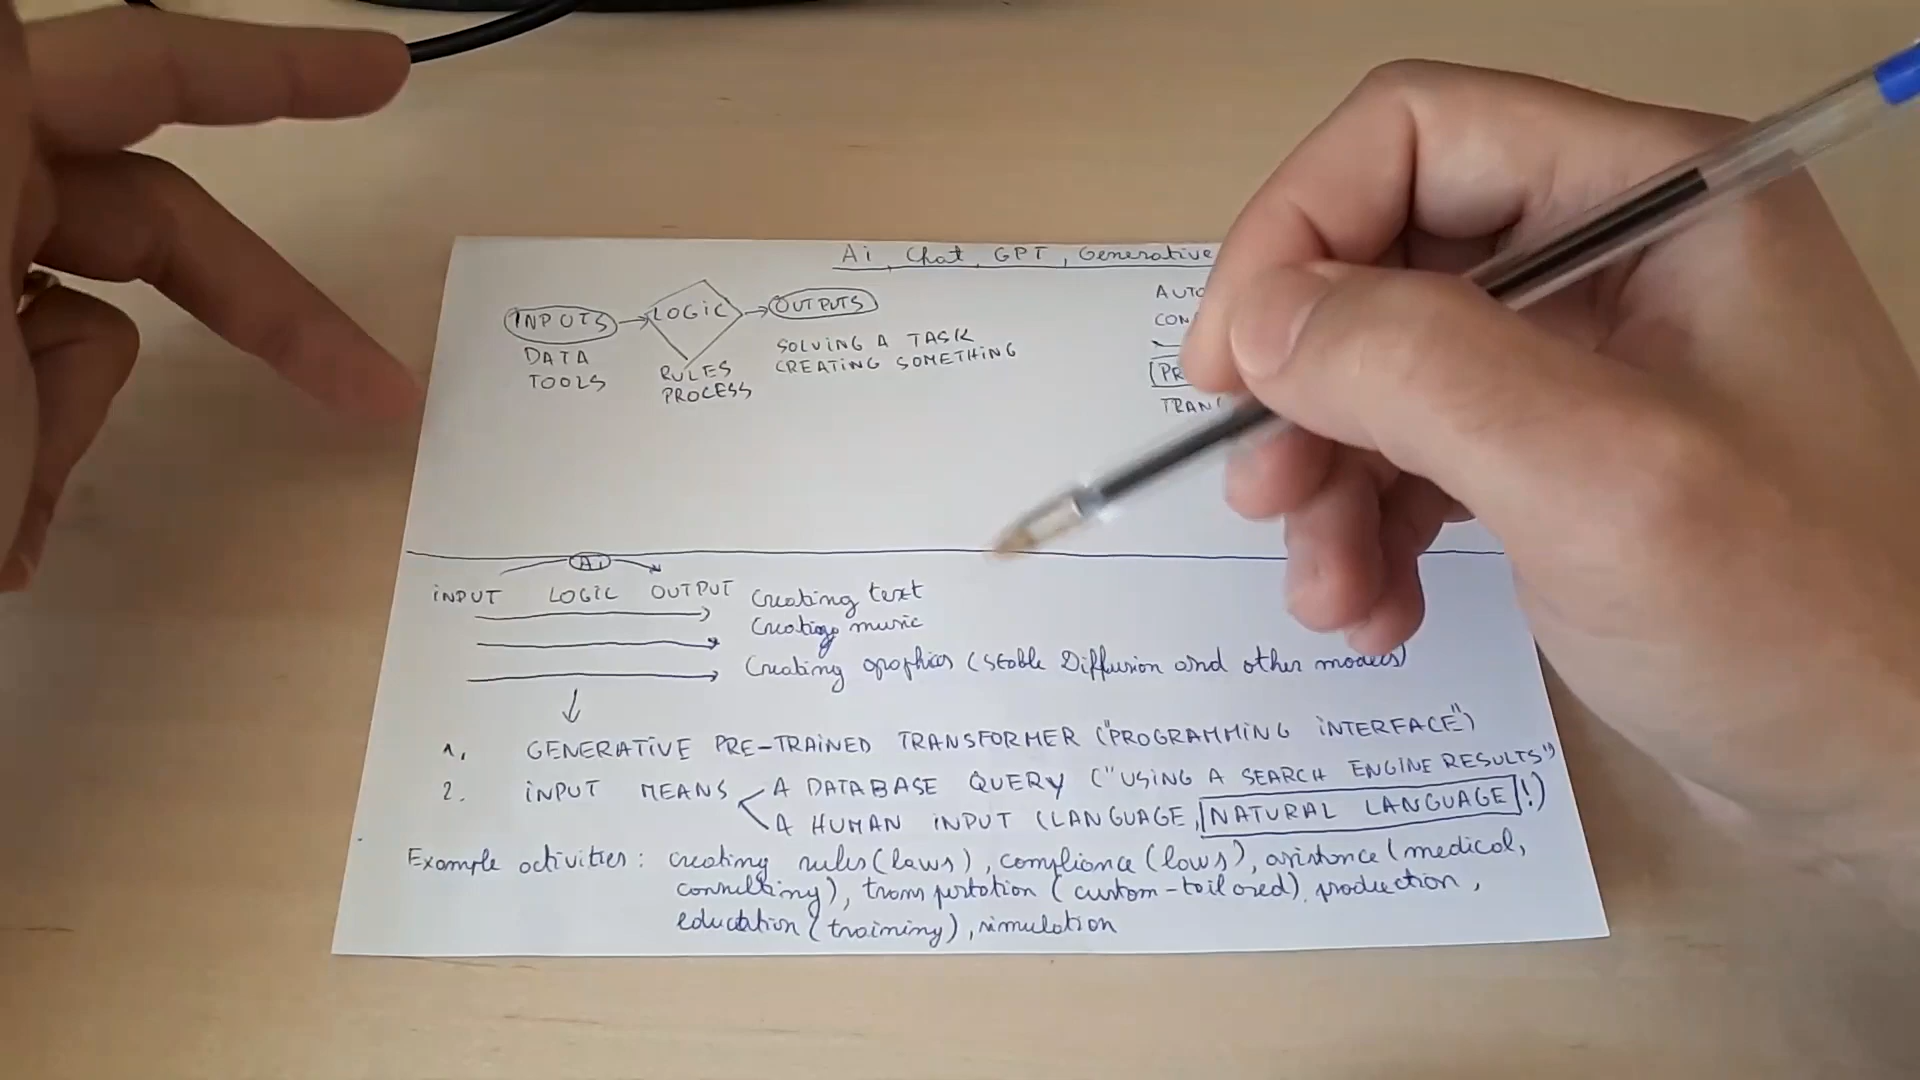 Ai, Chat GPT, Generative
INPUTS LOGIC OUTPUTS
DATA
TOOLS
RULES
PROCESS
SOLVING A TASK
CREATING SOMETHING
AUTO
CON
PR
TRAN
Ai
INPUT LOGIC OUTPUT
Creating text
Creating music
Creating graphics (Stable Diffusion and other models)
1. GENERATIVE PRE-TRAINED TRANSFORMER ("PROGRAMMING INTERFACE")
2. INPUT MEANS A DATABASE QUERY ("USING A SEARCH ENGINE RESULTS")
A HUMAN INPUT (LANGUAGE, NATURAL LANGUAGE!)
Example activities: creating rules (laws), compliance (laws), asistance (medical,
consulting), transportation (custom-tailored), production,
education (training), simulation